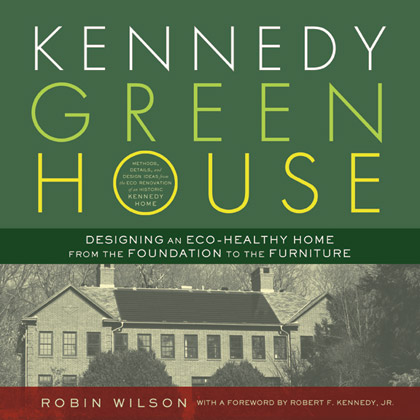 KENNEDY
GREEN
HOUSE
METHODS,
DETAILS, and
DESIGN IDEAS from
the ECO RENOVATION
of an HISTORIC
KENNEDY
HOME
DESIGNING AN ECO-HEALTHY HOME
FROM THE FOUNDATION TO THE FURNITURE
ROBIN WILSON WITH A FOREWORD BY ROBERT F. KENNEDY, JR.